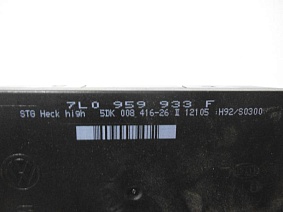 7L0 959 933 F
STG Heck high 5DK 008 416-26 II 12105 H92/S0300